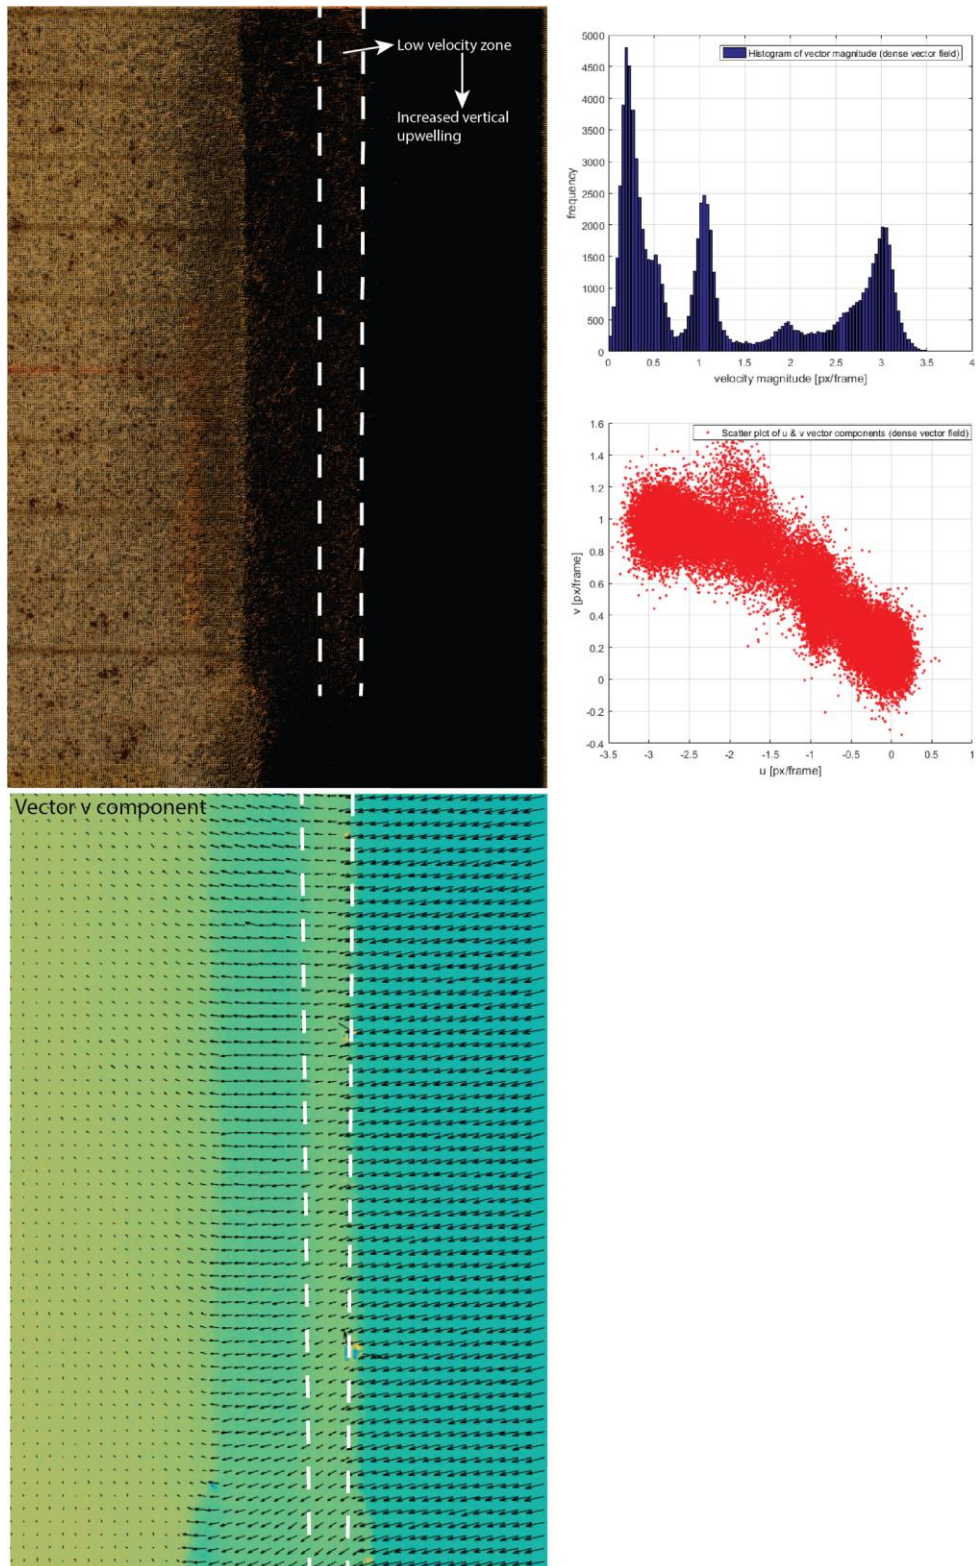 Low velocity zone
Increased vertical
upwelling
Histogram of vector magnitude (dense vector field)
5000
4500
4000
3500
3000
2500
2000
1500
1000
500
0
frequency
0 0.5 1 1.5 2 2.5 3 3.5 4
velocity magnitude [px/frame]
Scatter plot of u & v vector components (dense vector field)
1.6
1.4
1.2
1
0.8
0.6
0.4
0.2
0
-0.2
-0.4
v [px/frame]
-3.5 -3 -2.5 -2 -1.5 -1 -0.5 0 0.5 1
u [px/frame]
Vector v component